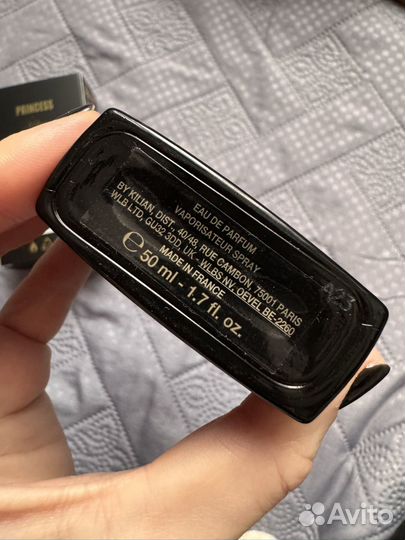 PRINCESS
EAU DE PARFUM
VAPORISATEUR SPRAY
BY KILIAN, DIST., 40/48, RUE CAMBON, 75001 PARIS
WLB LTD, GU32 3DD, UK - WLBS NV. OEVEL BE-2260
MADE IN FRANCE
℮ 50 ml - 1.7 fl. oz.
A23
Avito